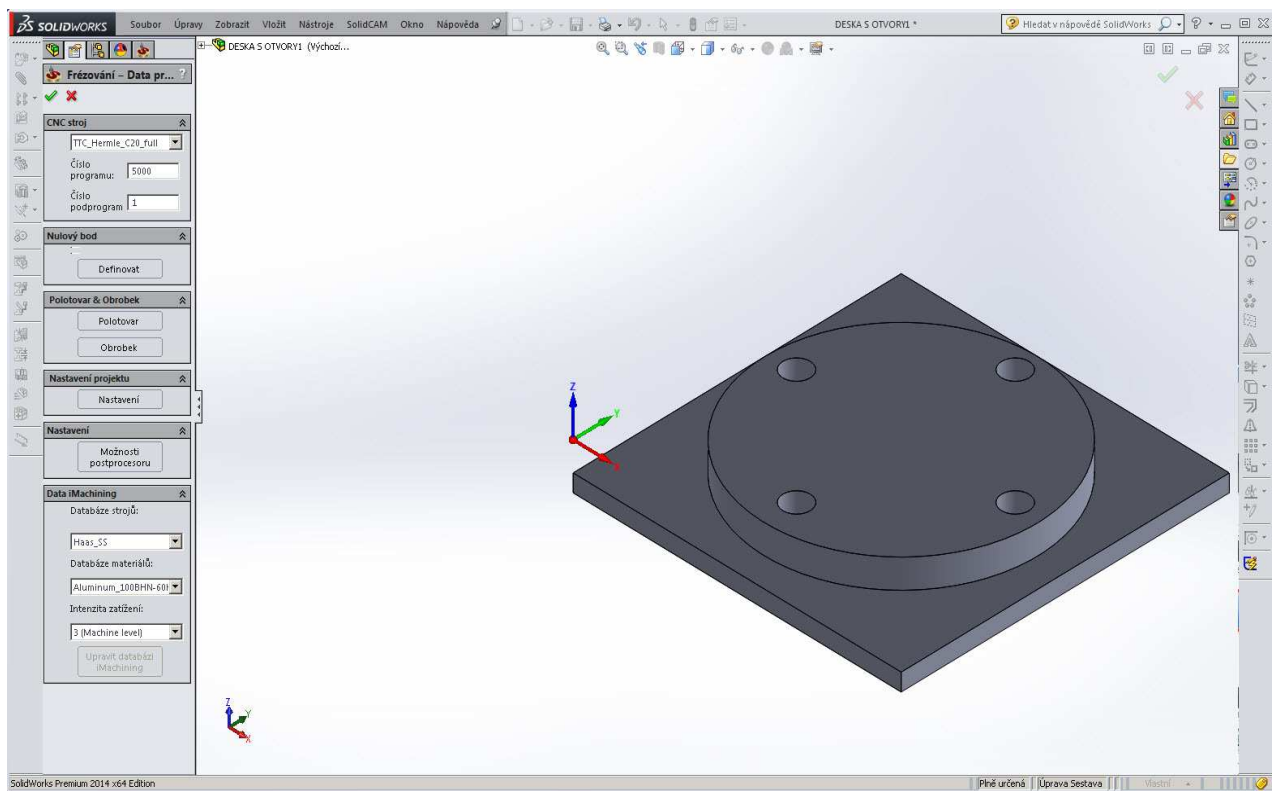 SOLIDWORKS Soubor Úpravy Zobrazit Vložit Nástroje SolidCAM Okno Nápověda DESKA S OTVORY1 * Hledat v nápovědě SolidWorks
DESKA S OTVORY1 (Výchozí...
Frézování – Data pr... ?
CNC stroj
TTC_Hermle_C20_full
Číslo
programu: 5000
Číslo
podprogram 1
Nulový bod
Definovat
Polotovar & Obrobek
Polotovar
Obrobek
Nastavení projektu
Nastavení
Nastavení
Možnosti
postprocesoru
Data iMachining
Databáze strojů:
Haas_SS
Databáze materiálů:
Aluminum_100BHN-60H
Intenzita zatížení:
3 (Machine level)
Upravit databázi
iMachining
Z
Y
X
Z
Y
X
SolidWorks Premium 2014 x64 Edition Plně určená Úprava Sestava Vlastní